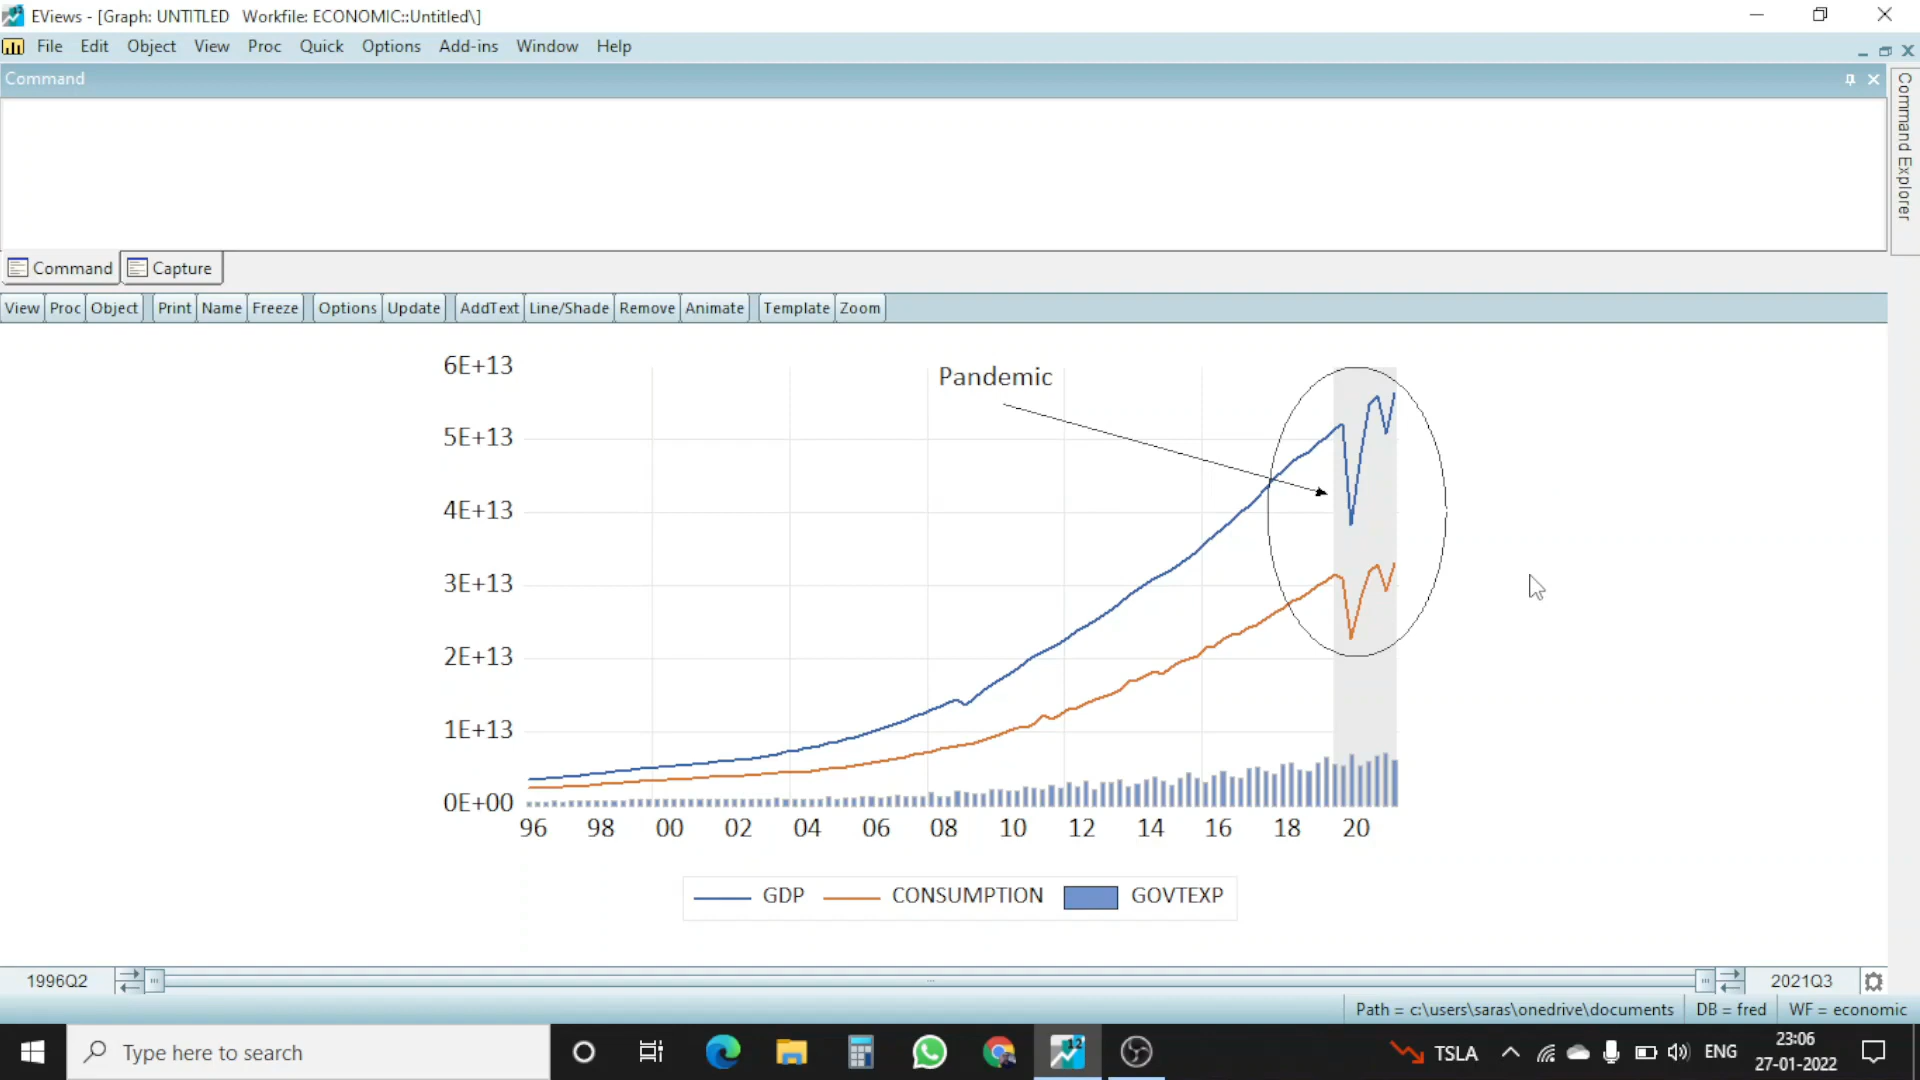 EViews - [Graph: UNTITLED   Workfile: ECONOMIC::Untitled\]
File Edit Object View Proc Quick Options Add-ins Window Help
Command
Command Explorer
Command Capture
View Proc Object Print Name Freeze Options Update AddText Line/Shade Remove Animate Template Zoom
6E+13
5E+13
4E+13
3E+13
2E+13
1E+13
0E+00
Pandemic
96 98 00 02 04 06 08 10 12 14 16 18 20
GDP CONSUMPTION GOVTEXP
1996Q2 2021Q3
Path = c:\users\saras\onedrive\documents DB = fred WF = economic
Type here to search
12
TSLA
ENG
23:06
27-01-2022